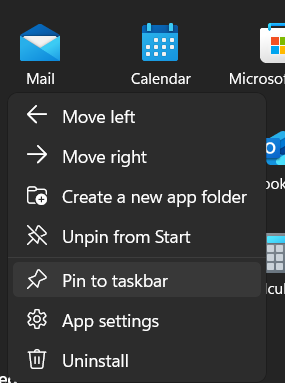 Mail
Calendar
Move left
Move right
Create a new app folder
Unpin from Start
Pin to taskbar
App settings
Uninstall